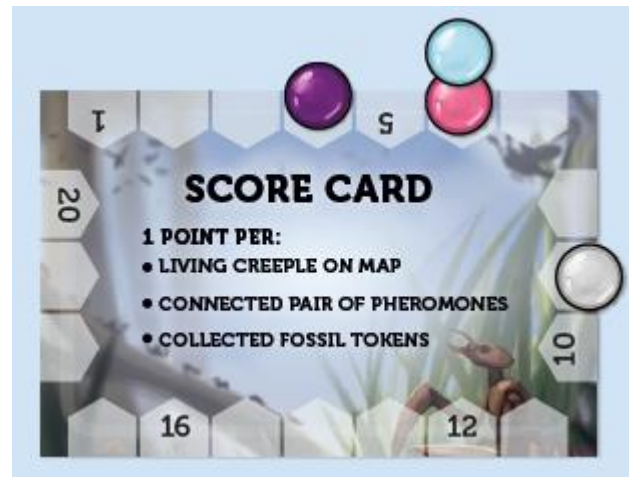 1
5
20
SCORE CARD
1 POINT PER:
• LIVING CREEPLE ON MAP
• CONNECTED PAIR OF PHEROMONES
• COLLECTED FOSSIL TOKENS
10
16
12